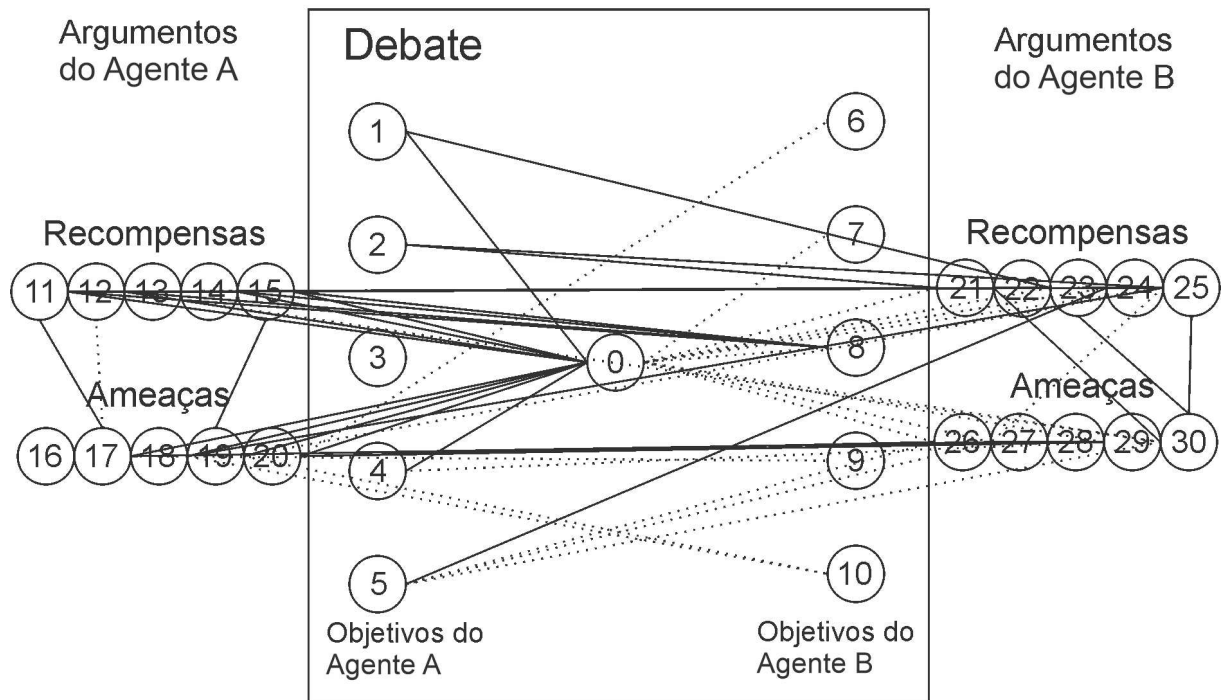 Argumentos
do Agente A
Debate
Argumentos
do Agente B
1
6
2
7
Recompensas
Recompensas
11 12 13 14 15
21 22 23 24 25
3
0
8
Ameaças
Ameaças
16 17 18 19 20
26 27 28 29 30
4
9
5
10
Objetivos do
Agente A
Objetivos do
Agente B